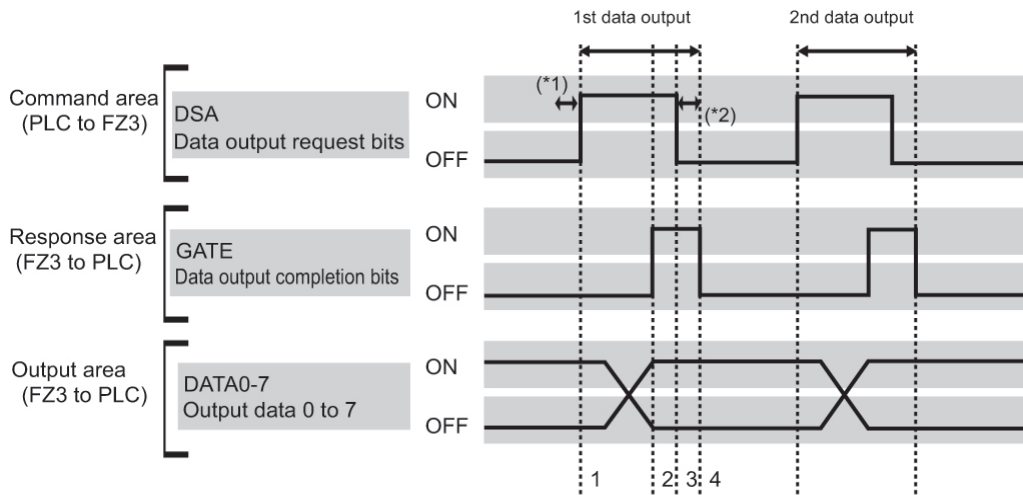 1st data output
2nd data output
Command area
(PLC to FZ3)
DSA
Data output request bits
ON
OFF
(*1)
(*2)
Response area
(FZ3 to PLC)
GATE
Data output completion bits
ON
OFF
Output area
(FZ3 to PLC)
DATA0-7
Output data 0 to 7
ON
OFF
1 2 3 4